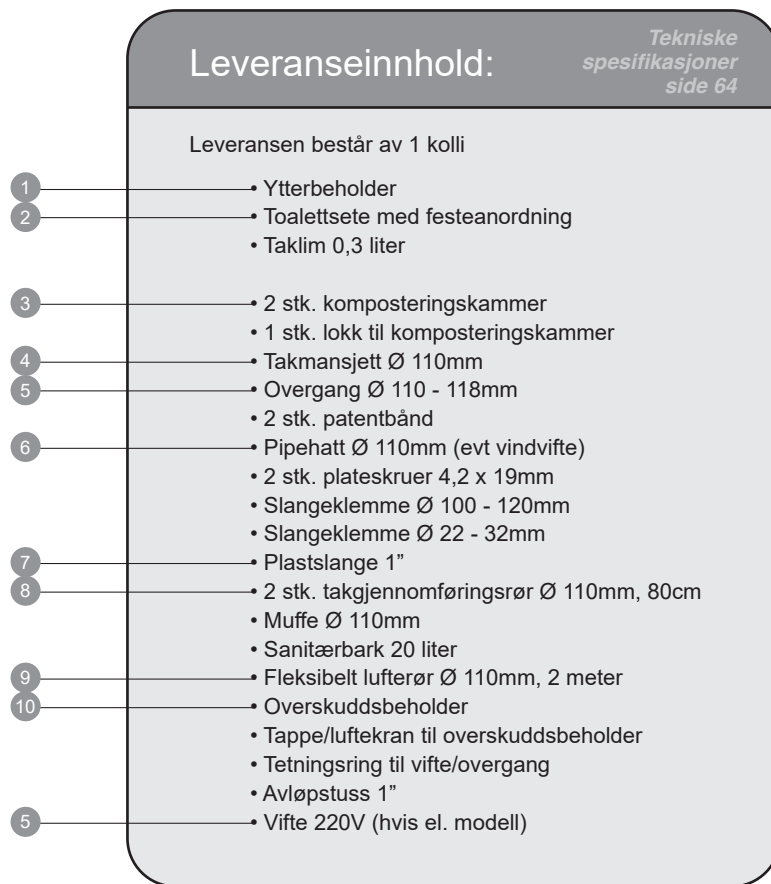 Leveranseinnhold:
Tekniske
spesifikasjoner
side 64
Leveransen består av 1 kolli
1 • Ytterbeholder
2 • Toalettsete med festeanordning
• Taklim 0,3 liter
3 • 2 stk. komposteringskammer
• 1 stk. lokk til komposteringskammer
4 • Takmansjett Ø 110mm
5 • Overgang Ø 110 - 118mm
• 2 stk. patentbånd
6 • Pipehatt Ø 110mm (evt vindvifte)
• 2 stk. plateskruer 4,2 x 19mm
• Slangeklemme Ø 100 - 120mm
• Slangeklemme Ø 22 - 32mm
7 • Plastslange 1”
8 • 2 stk. takgjennomføringsrør Ø 110mm, 80cm
• Muffe Ø 110mm
• Sanitærbark 20 liter
9 • Fleksibelt lufterør Ø 110mm, 2 meter
10 • Overskuddsbeholder
• Tappe/luftekran til overskuddsbeholder
• Tetningsring til vifte/overgang
• Avløpstuss 1”
5 • Vifte 220V (hvis el. modell)